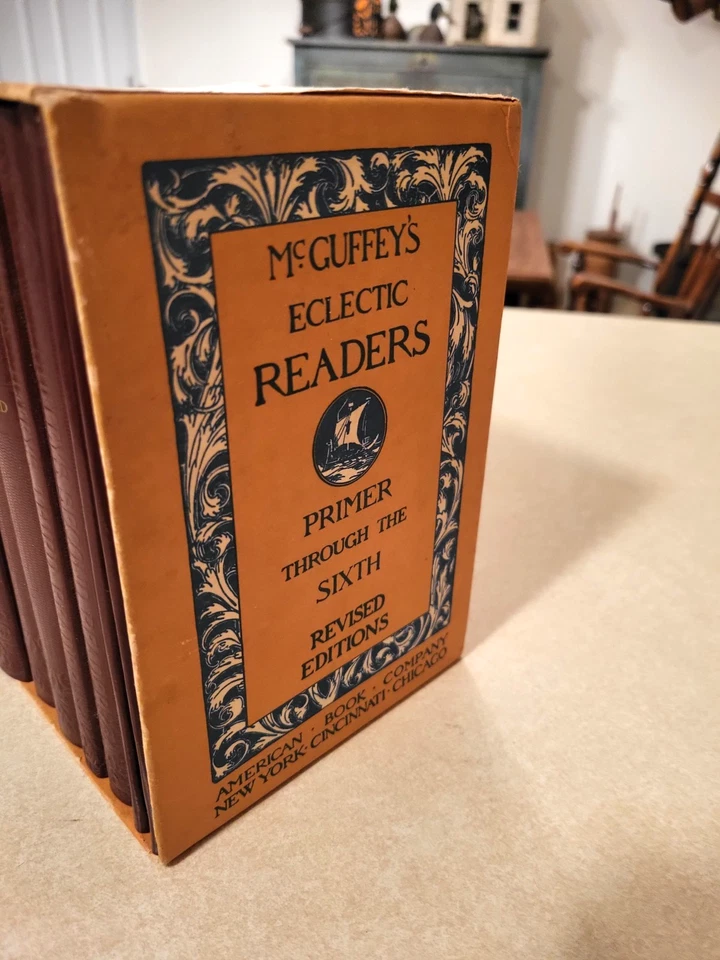 McGUFFEY'S
ECLECTIC
READERS
PRIMER
THROUGH THE
SIXTH
REVISED
EDITIONS
AMERICAN · BOOK · COMPANY
NEW YORK · CINCINNATI · CHICAGO
D